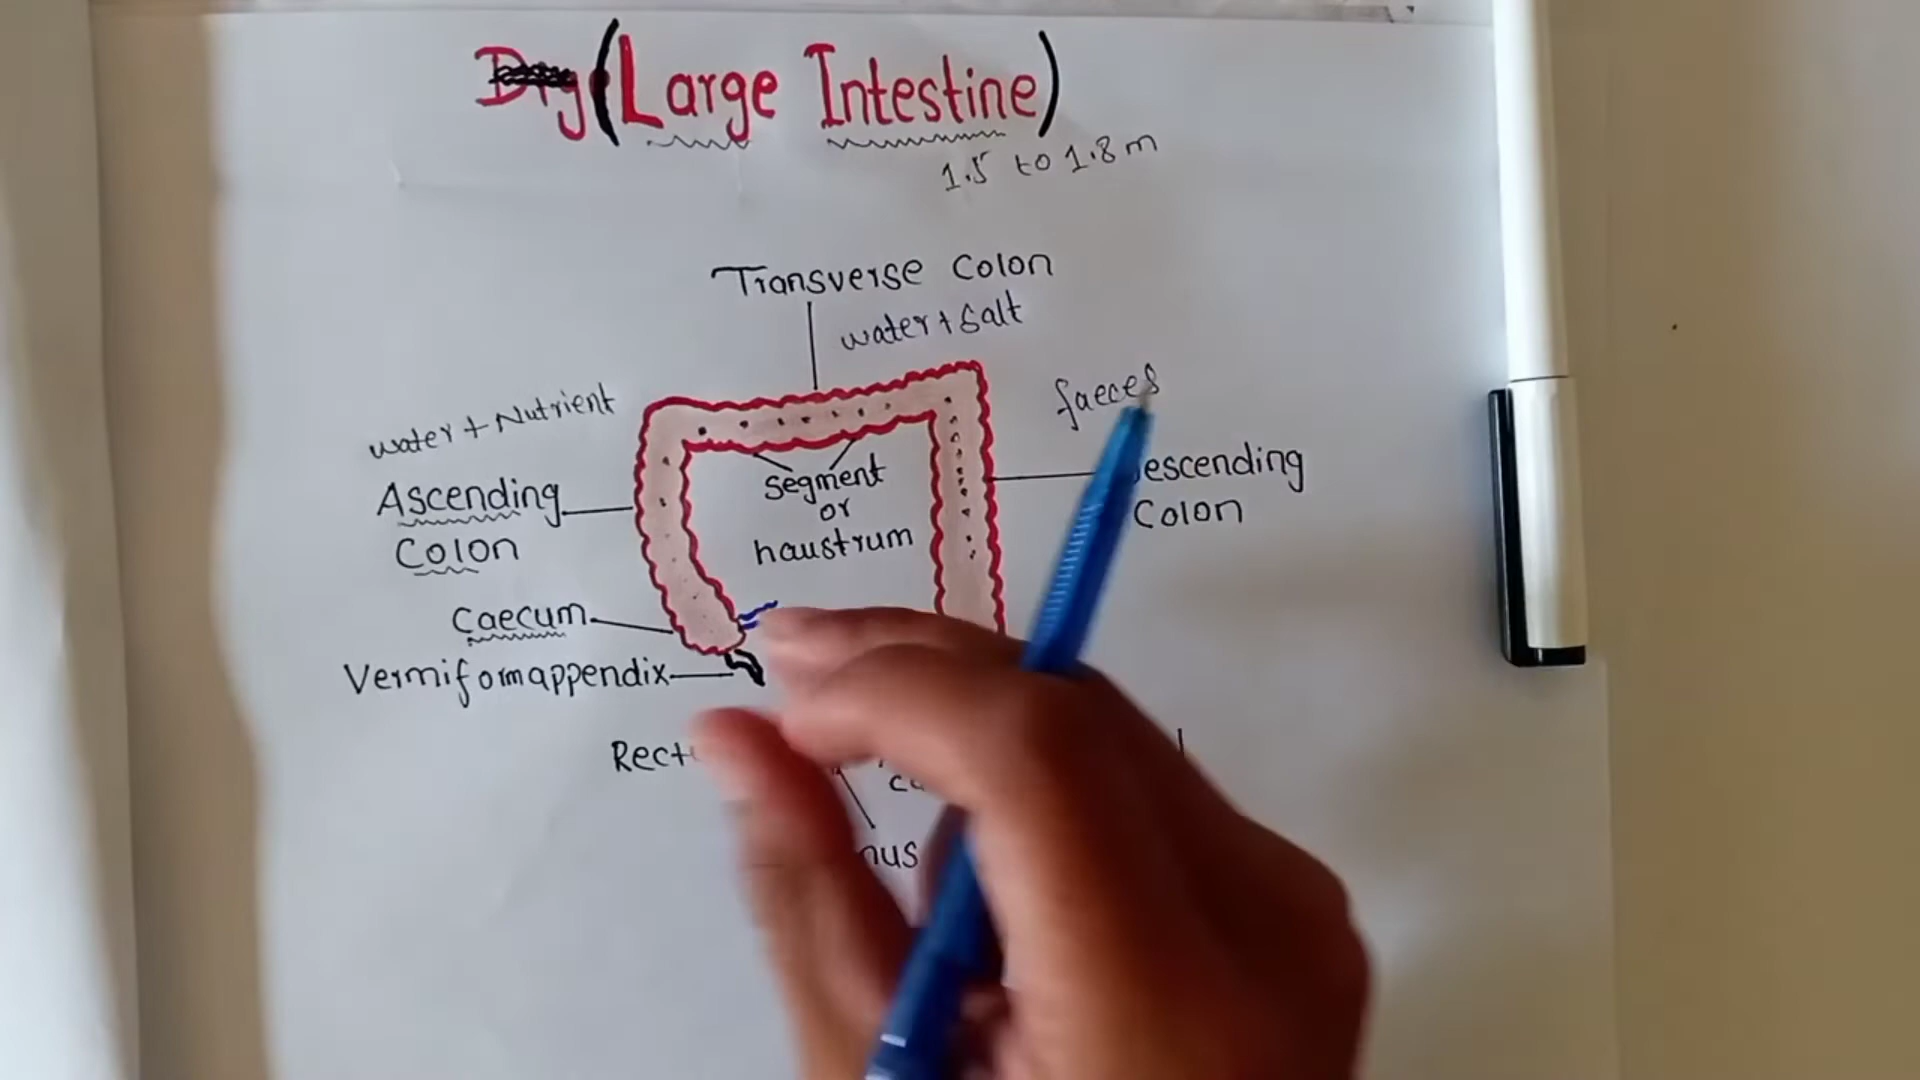 (Large Intestine)
1.5 to 1.8 m
Transverse Colon
water + salt
faeces
water + Nutrient
Ascending
Colon
segment
or
haustrum
escending
Colon
Caecum
Vermiformappendix
Rect
nus